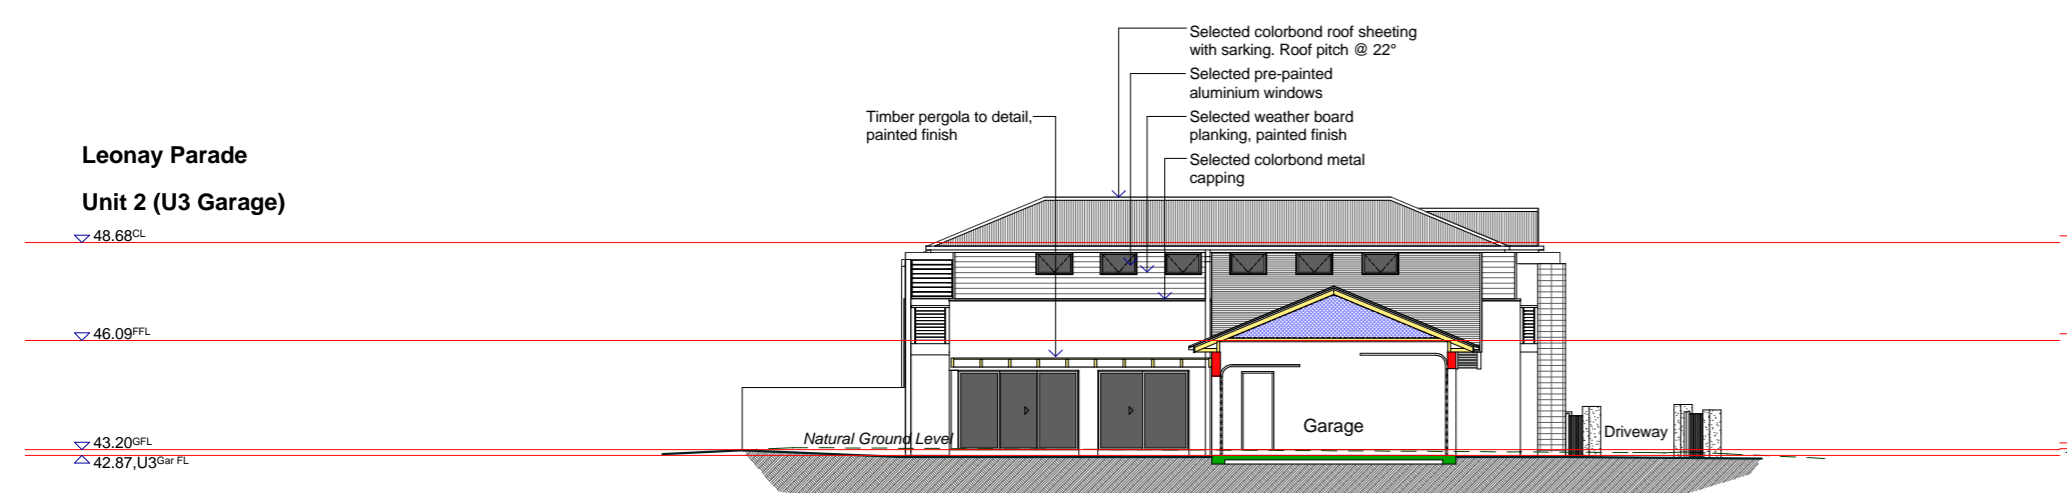 Selected colorbond roof sheeting
with sarking. Roof pitch @ 22°
Selected pre-painted
aluminium windows
Timber pergola to detail,
painted finish
Selected weather board
planking, painted finish
Selected colorbond metal
capping
Leonay Parade
Unit 2 (U3 Garage)
48.68CL
46.09FFL
43.20GFL
42.87,U3Gar FL
Natural Ground Level
Garage
Driveway